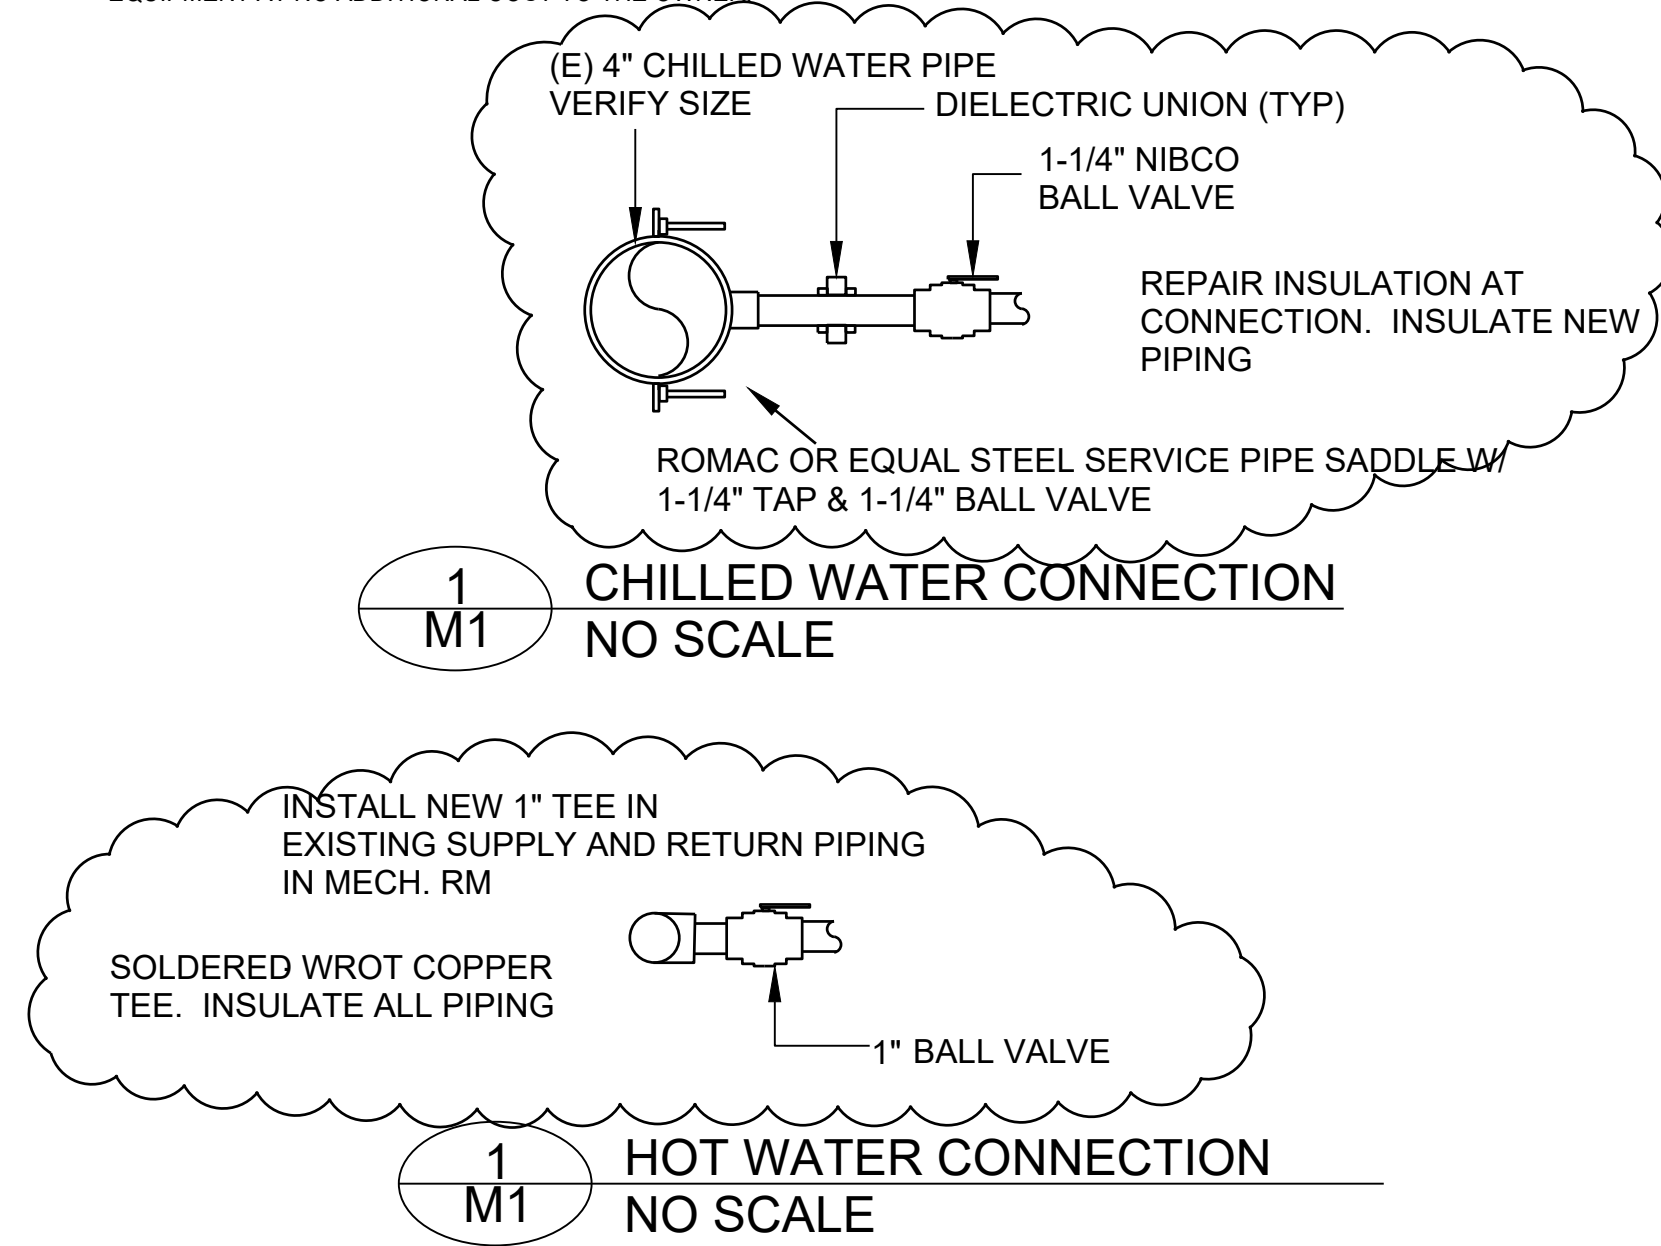 (E) 4" CHILLED WATER PIPE
VERIFY SIZE
DIELECTRIC UNION (TYP)
1-1/4" NIBCO
BALL VALVE
REPAIR INSULATION AT
CONNECTION.  INSULATE NEW
PIPING
ROMAC OR EQUAL STEEL SERVICE PIPE SADDLE W/
1-1/4" TAP & 1-1/4" BALL VALVE
1
M1
CHILLED WATER CONNECTION
NO SCALE
INSTALL NEW 1" TEE IN
EXISTING SUPPLY AND RETURN PIPING
IN MECH. RM
SOLDERED WROT COPPER
TEE.  INSULATE ALL PIPING
1" BALL VALVE
1
M1
HOT WATER CONNECTION
NO SCALE